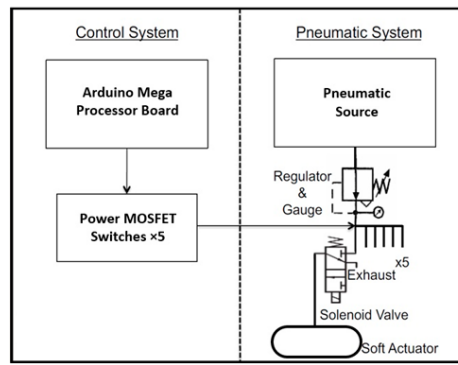 Control System
Arduino Mega
Processor Board
Power MOSFET
Switches ×5
Pneumatic System
Pneumatic
Source
Regulator
&
Gauge
x5
Exhaust
Solenoid Valve
Soft Actuator